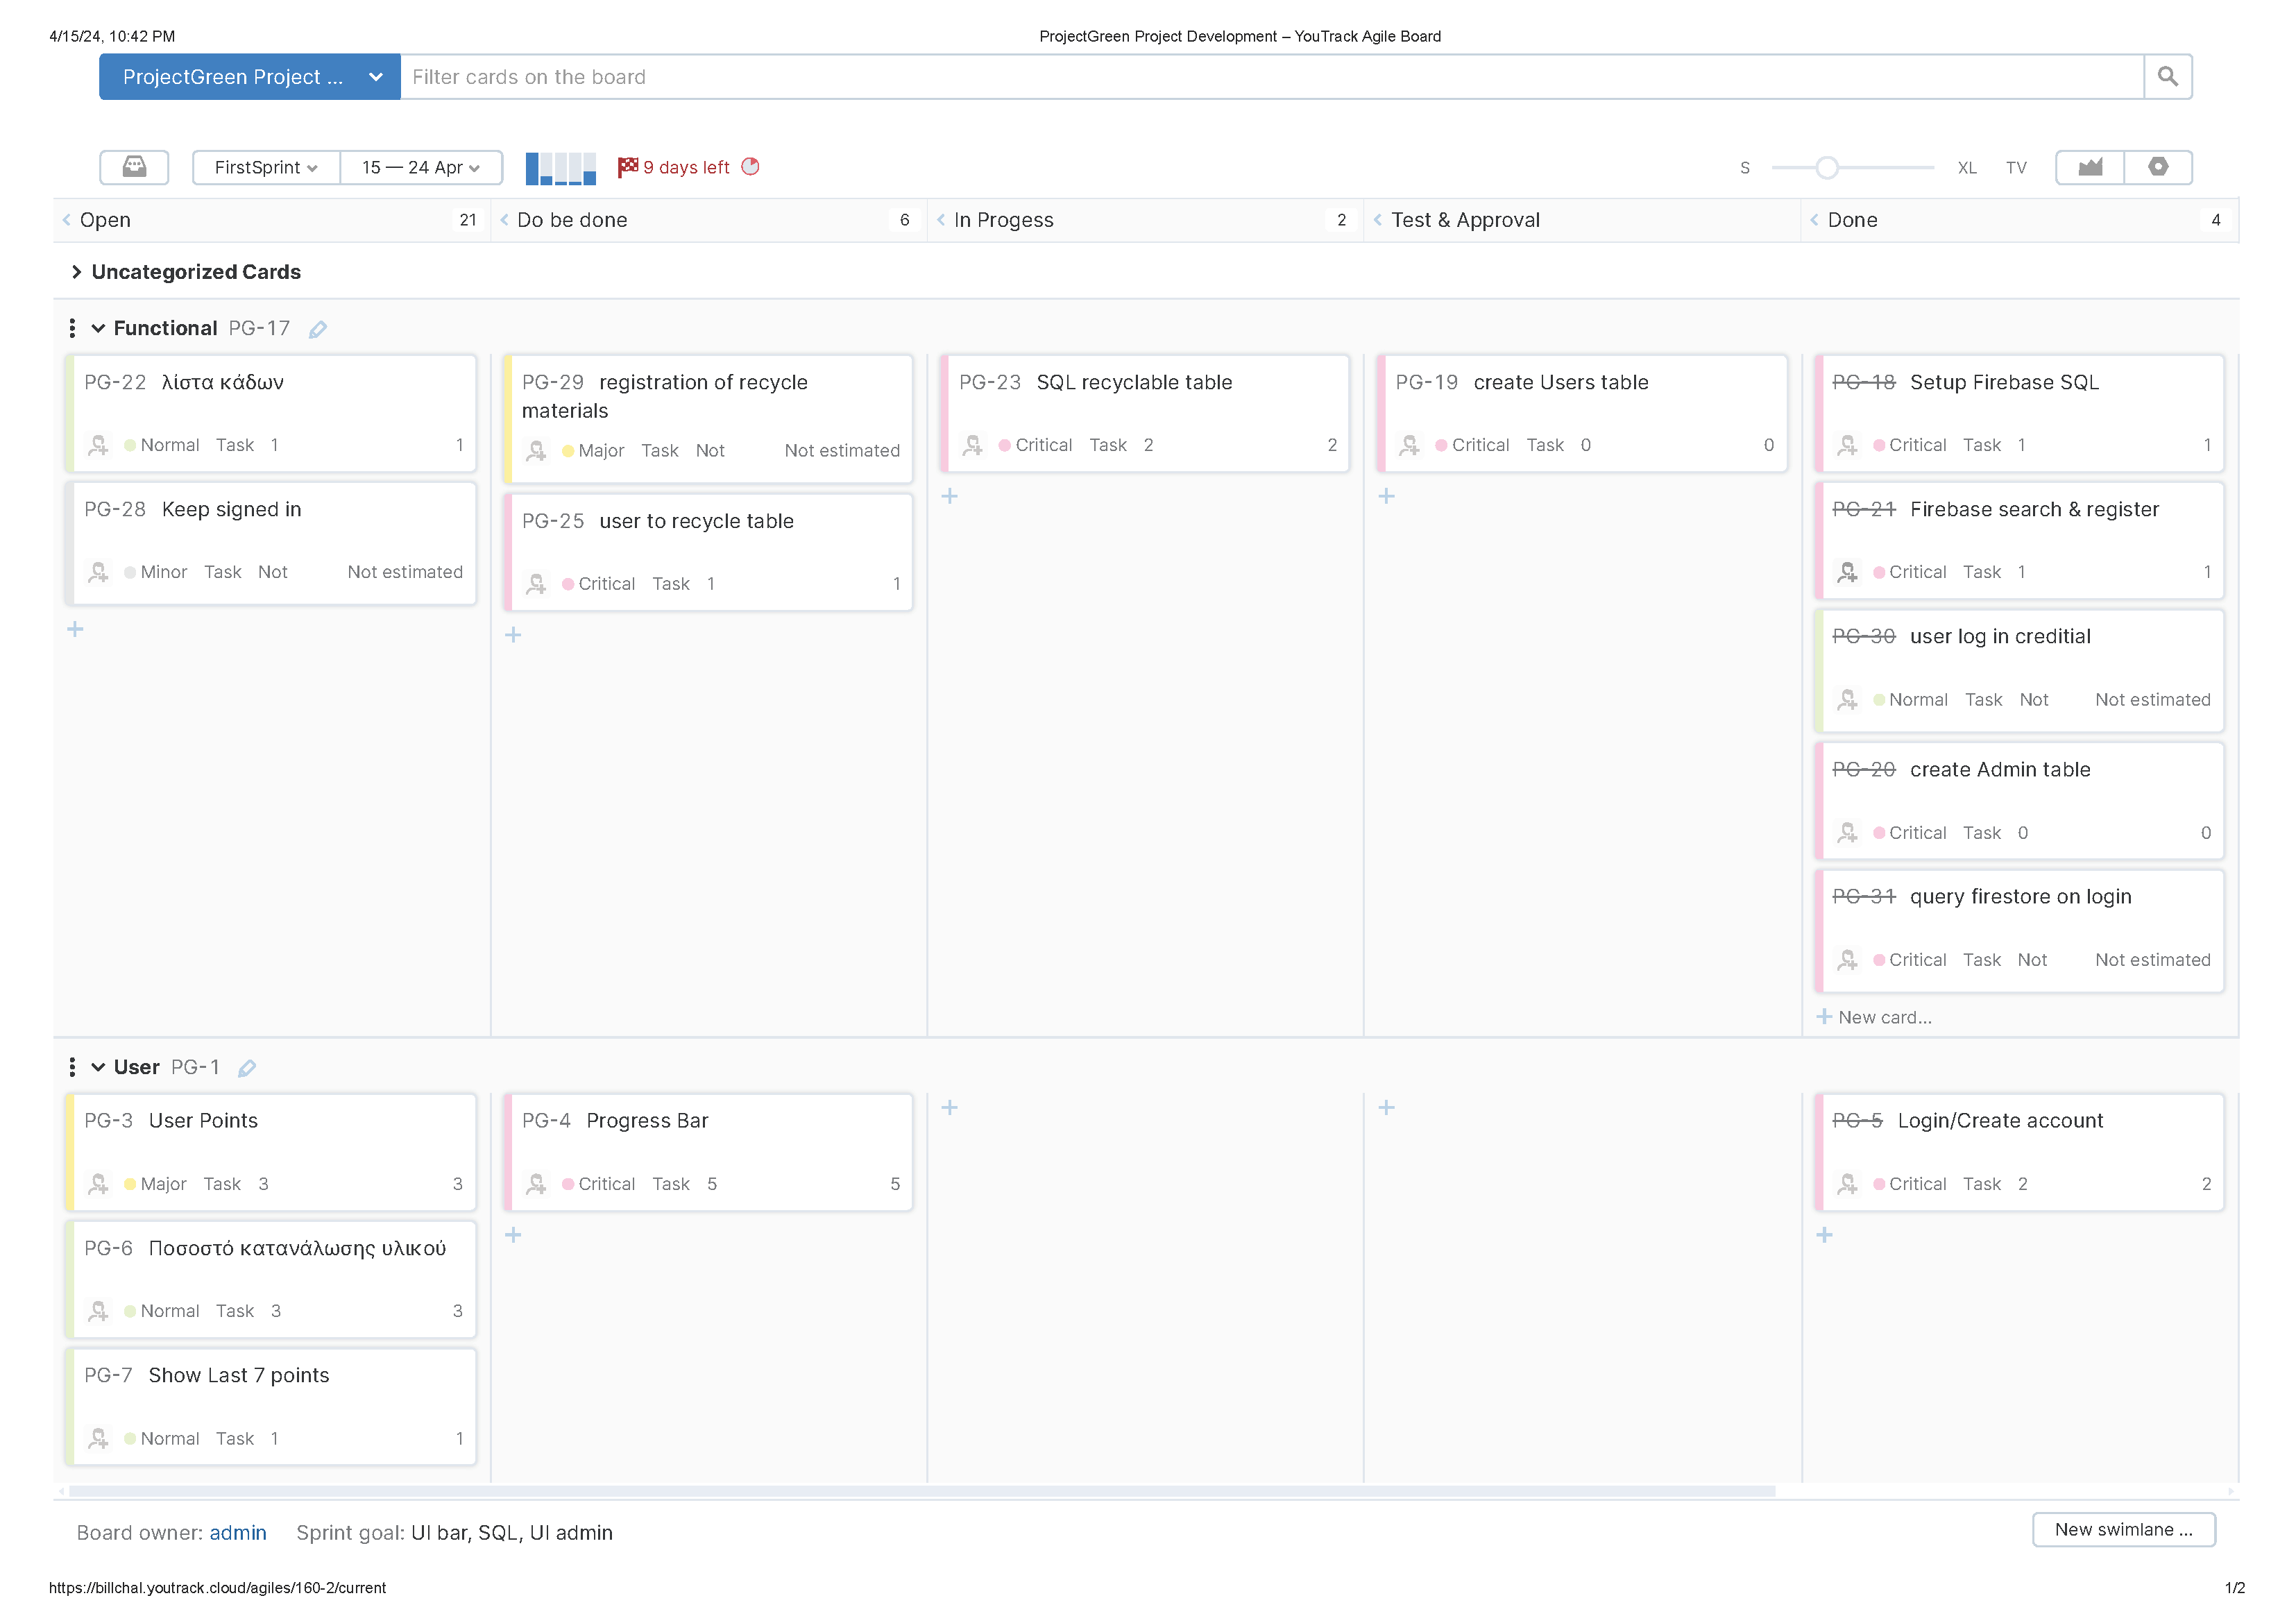 4/15/24, 10:42 PM
ProjectGreen Project Development – YouTrack Agile Board
ProjectGreen Project ...
Filter cards on the board
FirstSprint
15 — 24 Apr
9 days left
S
XL
TV
Open 21
Do be done 6
In Progess 2
Test & Approval
Done 4
Uncategorized Cards
Functional PG-17
PG-22 λίστα κάδων
Normal Task 1 1
PG-28 Keep signed in
Minor Task Not Not estimated
PG-29 registration of recycle
materials
Major Task Not Not estimated
PG-25 user to recycle table
Critical Task 1 1
PG-23 SQL recyclable table
Critical Task 2 2
PG-19 create Users table
Critical Task 0 0
PG-18 Setup Firebase SQL
Critical Task 1 1
PG-21 Firebase search & register
Critical Task 1 1
PG-30 user log in creditial
Normal Task Not Not estimated
PG-20 create Admin table
Critical Task 0 0
PG-31 query firestore on login
Critical Task Not Not estimated
New card...
User PG-1
PG-3 User Points
Major Task 3 3
PG-6 Ποσοστό κατανάλωσης υλικού
Normal Task 3 3
PG-7 Show Last 7 points
Normal Task 1 1
PG-4 Progress Bar
Critical Task 5 5
PG-5 Login/Create account
Critical Task 2 2
Board owner: admin Sprint goal: UI bar, SQL, UI admin
New swimlane ...
https://billchal.youtrack.cloud/agiles/160-2/current
1/2